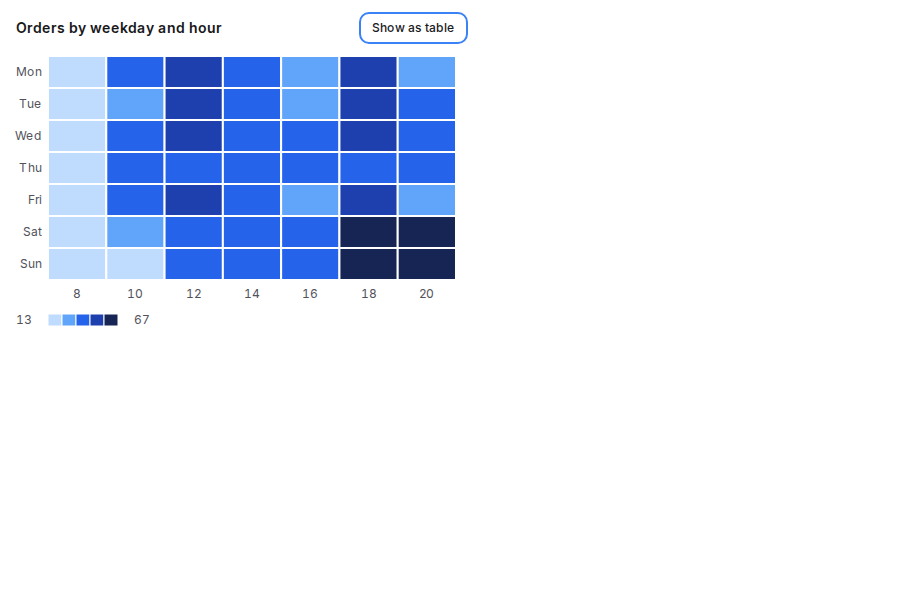 Orders by weekday and hour
Show as table
Mon
Tue
Wed
Thu
Fri
Sat
Sun
8 10 12 14 16 18 20
13 67